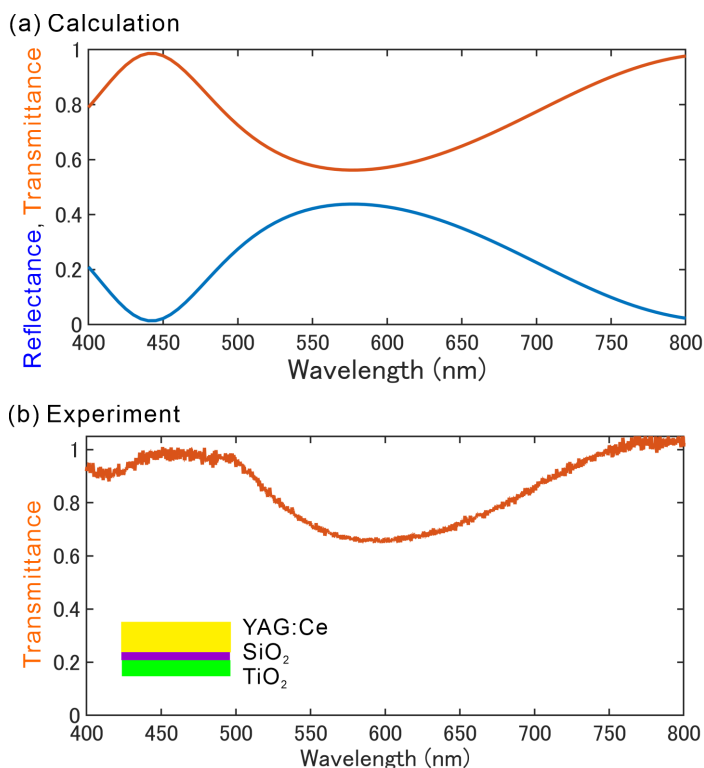 (a) Calculation
Reflectance, Transmittance
1
0.8
0.6
0.4
0.2
0
400 450 500 550 600 650 700 750 800
Wavelength (nm)
(b) Experiment
Transmittance
1
0.8
0.6
0.4
0.2
0
YAG:Ce
SiO₂
TiO₂
400 450 500 550 600 650 700 750 800
Wavelength (nm)